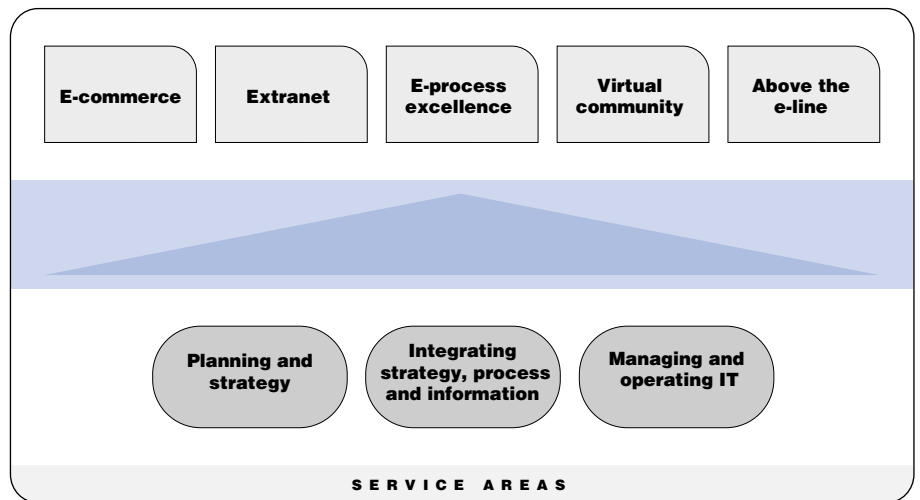 E-commerce
Extranet
E-process
excellence
Virtual
community
Above the
e-line
Planning and
strategy
Integrating
strategy, process
and information
Managing and
operating IT
SERVICE AREAS